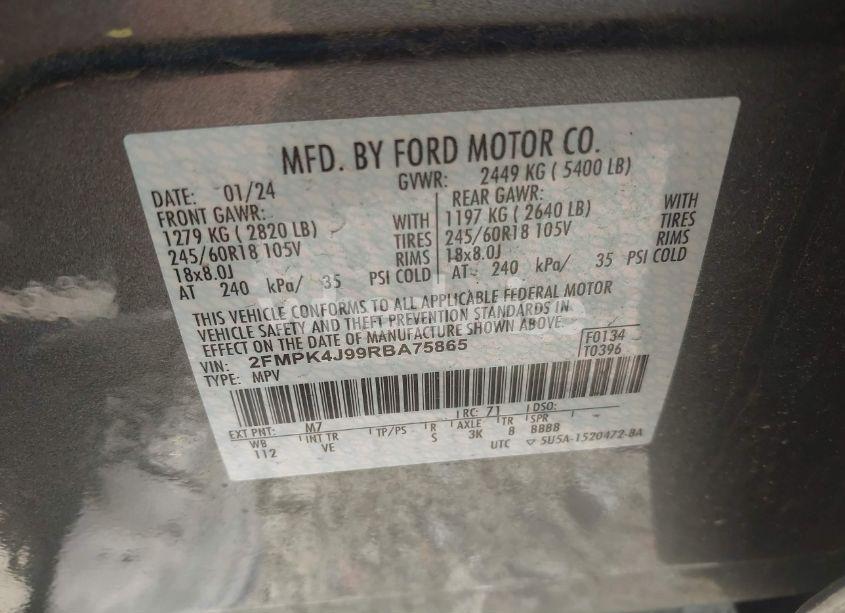 MFD. BY FORD MOTOR CO.
DATE: 01/24
GVWR: 2449 KG ( 5400 LB)
FRONT GAWR:
1279 KG ( 2820 LB) WITH
245/60R18 105V TIRES
18x8.0J RIMS
AT 240 kPa/ 35 PSI COLD
REAR GAWR:
1197 KG ( 2640 LB) WITH
245/60R18 105V TIRES
18x8.0J RIMS
AT 240 kPa/ 35 PSI COLD
THIS VEHICLE CONFORMS TO ALL APPLICABLE FEDERAL MOTOR
VEHICLE SAFETY AND THEFT PREVENTION STANDARDS IN
EFFECT ON THE DATE OF MANUFACTURE SHOWN ABOVE.
VIN: 2FMPK4J99RBA75865
TYPE: MPV
F0134
T0396
EXT PNT: M7 RC: 71 DSO:
WB INT TR TP/PS R AXLE TR SPR
112 VE S 3K 8 BBBB
UTC ▽ 5U5A-1520472-BA